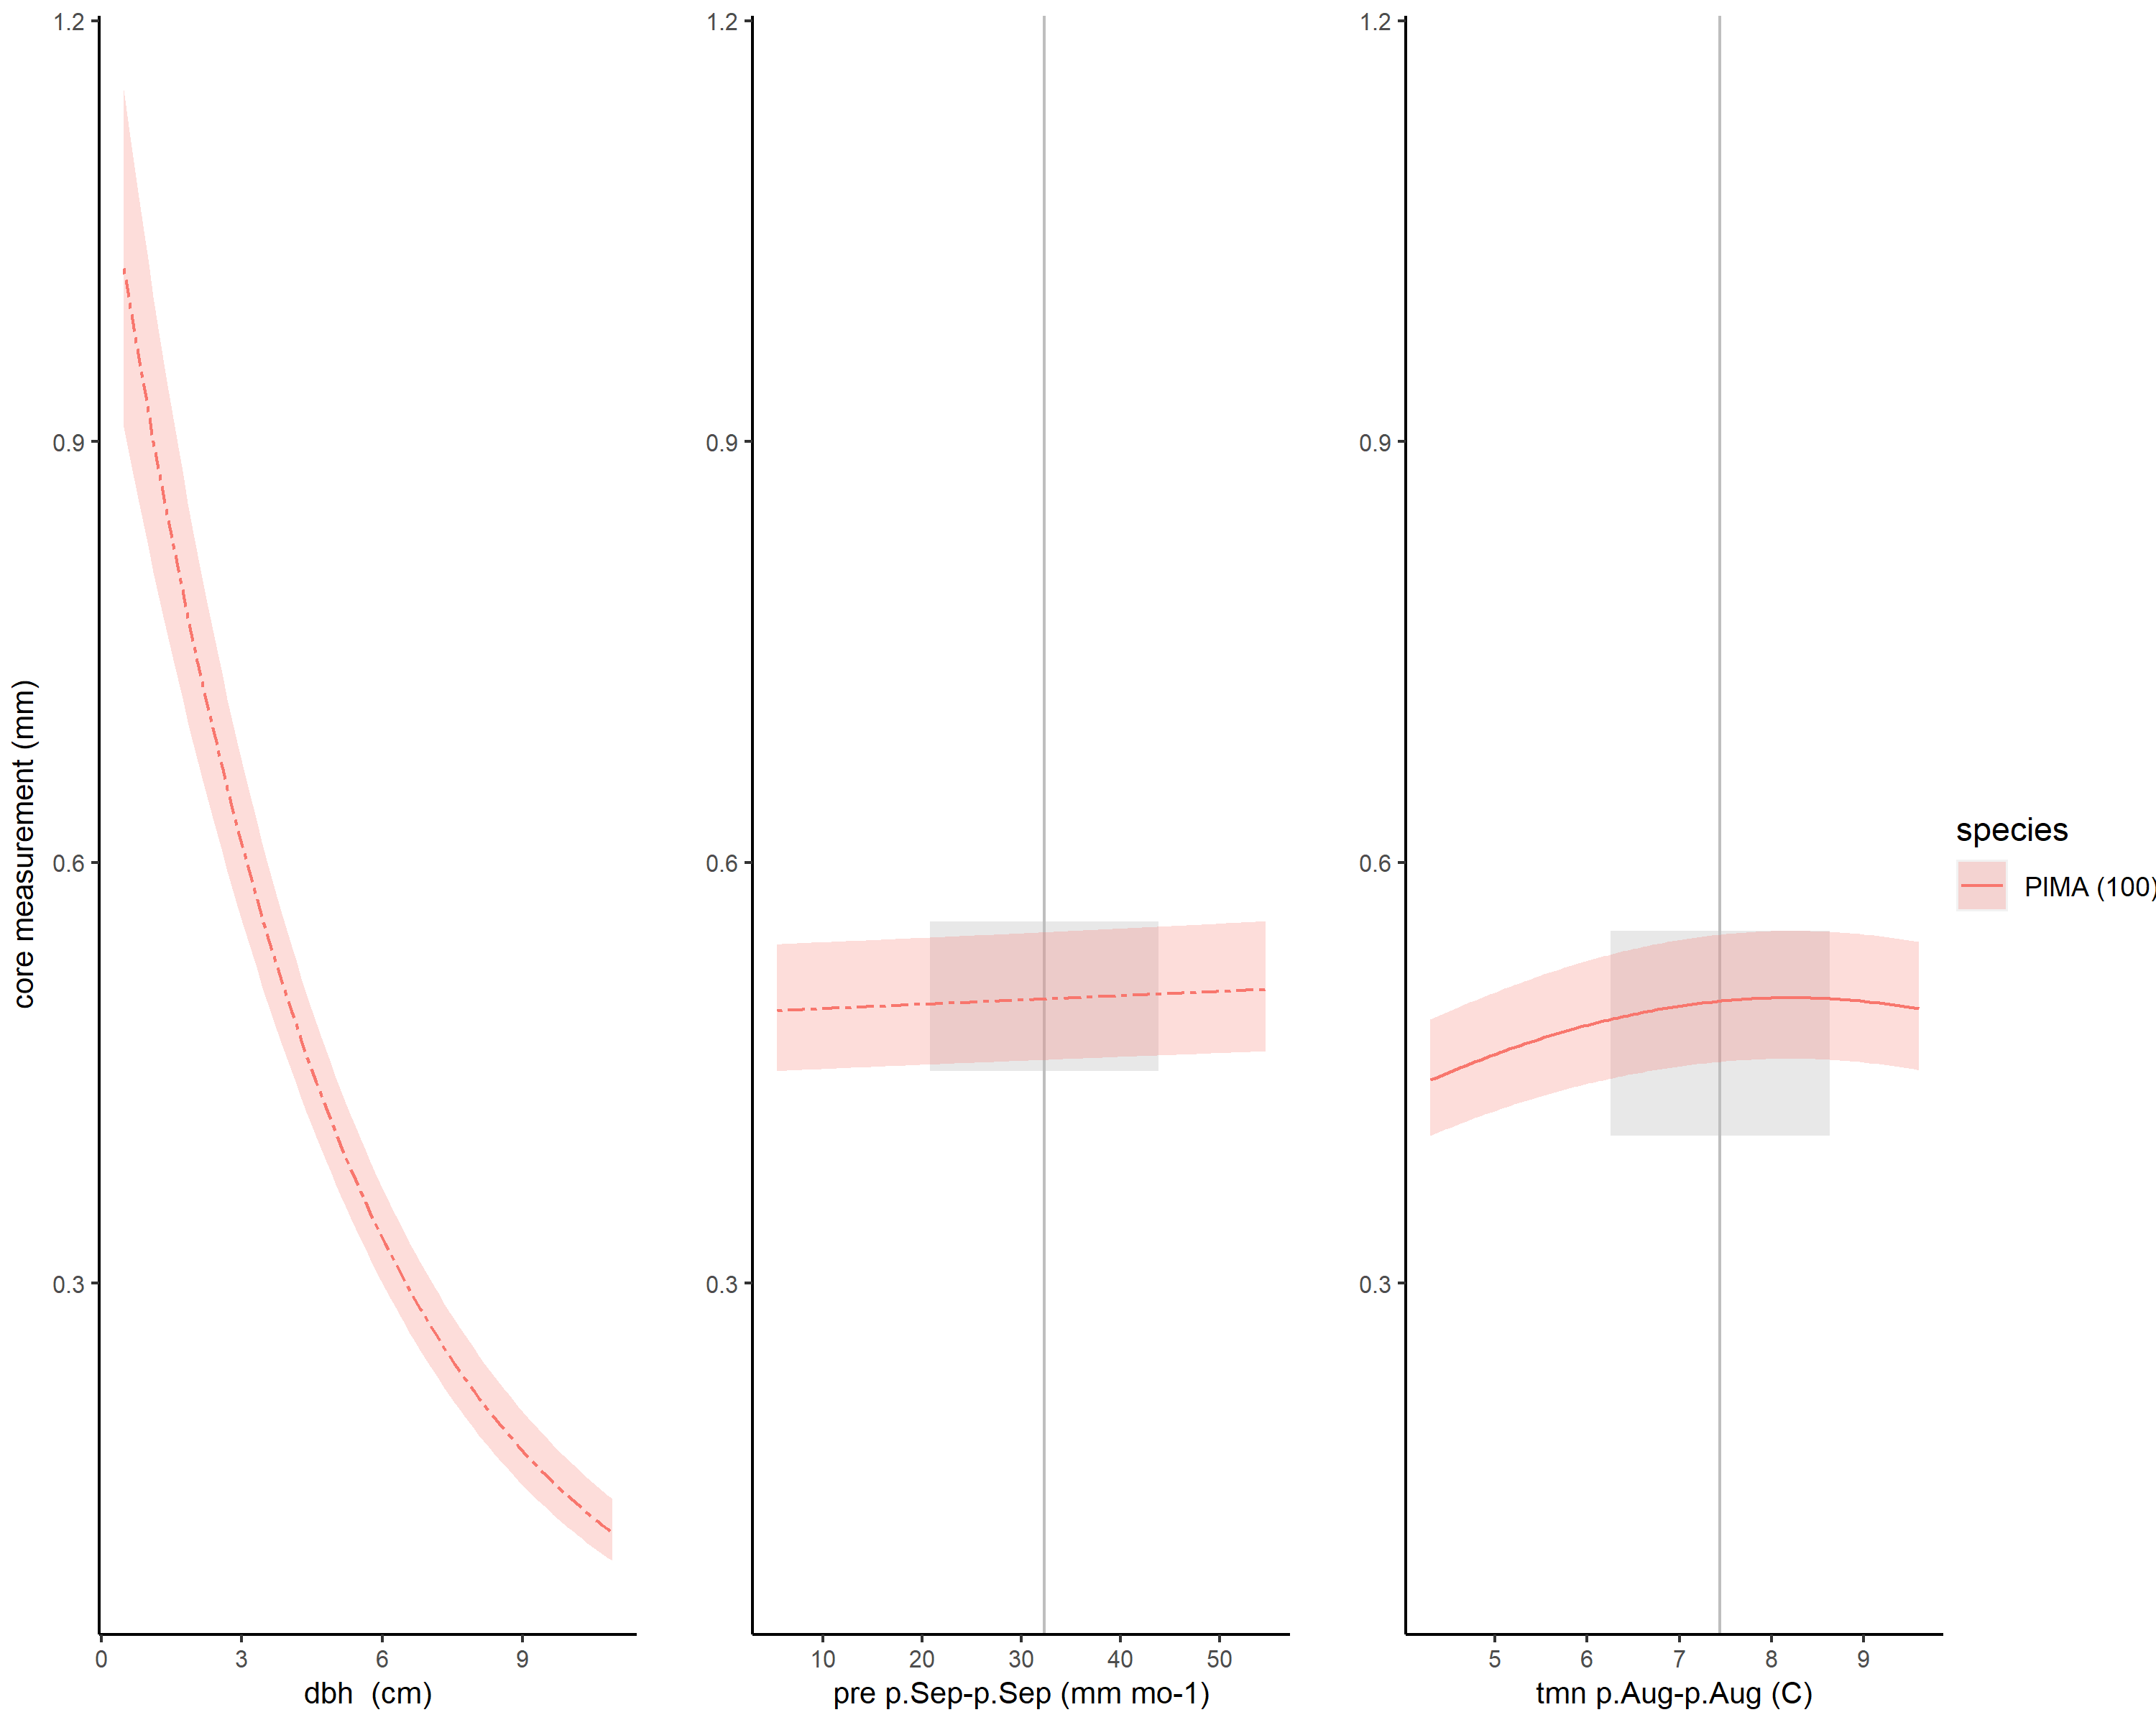 core measurement (mm)
1.2
0.9
0.6
0.3
0 3 6 9
dbh  (cm)
1.2
0.9
0.6
0.3
10 20 30 40 50
pre p.Sep-p.Sep (mm mo-1)
1.2
0.9
0.6
0.3
5 6 7 8 9
tmn p.Aug-p.Aug (C)
species
PIMA (100)